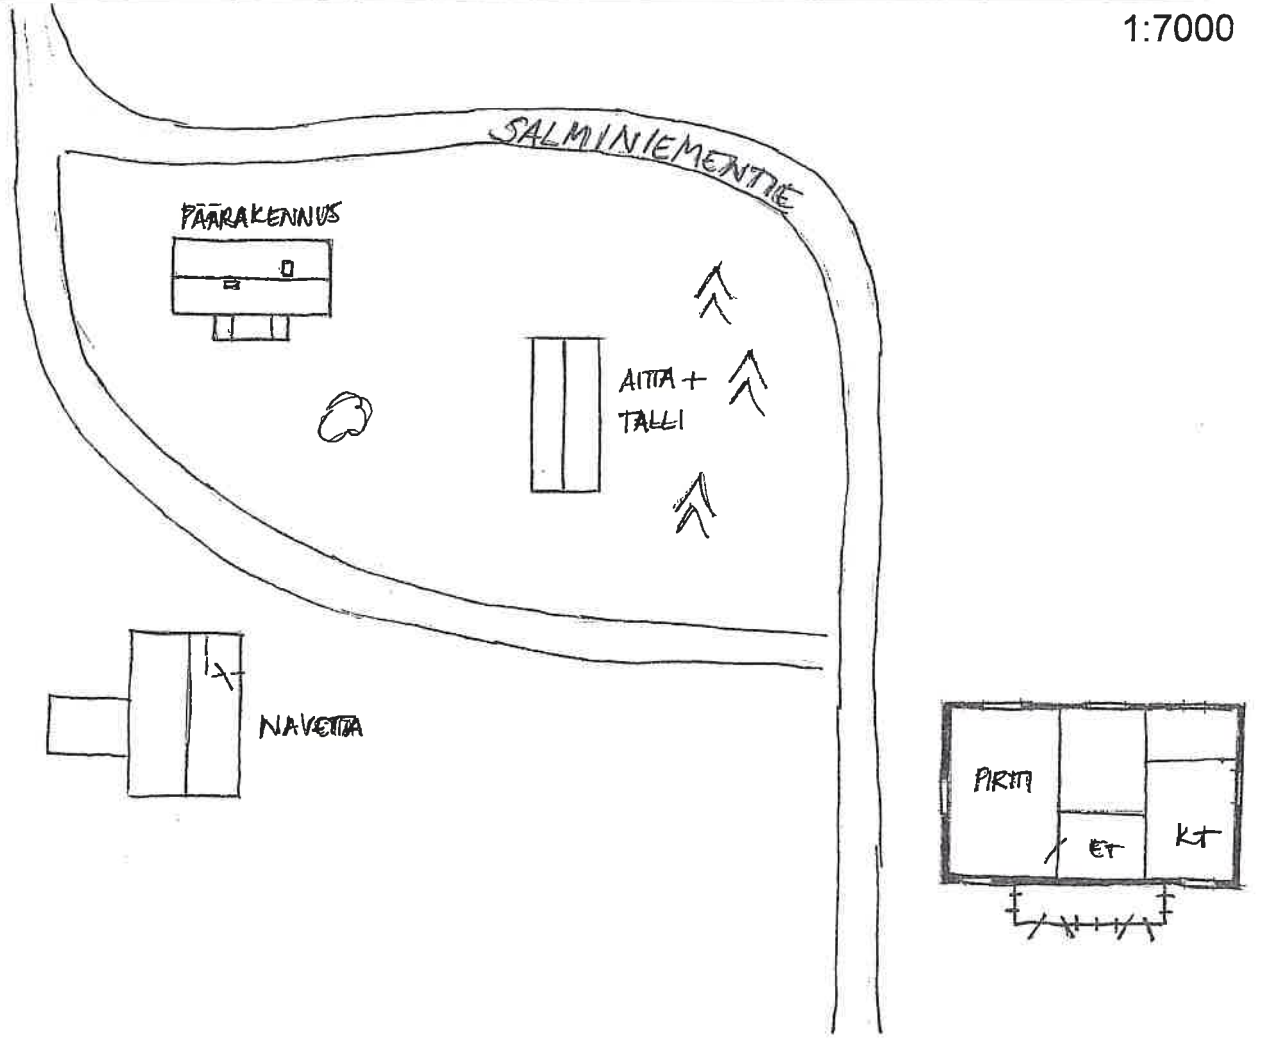 1:7000
SALMINIEMENTIE
PÄÄRAKENNUS
AITTA +
TALLI
NAVETTA
PIRTTI
ET
KT